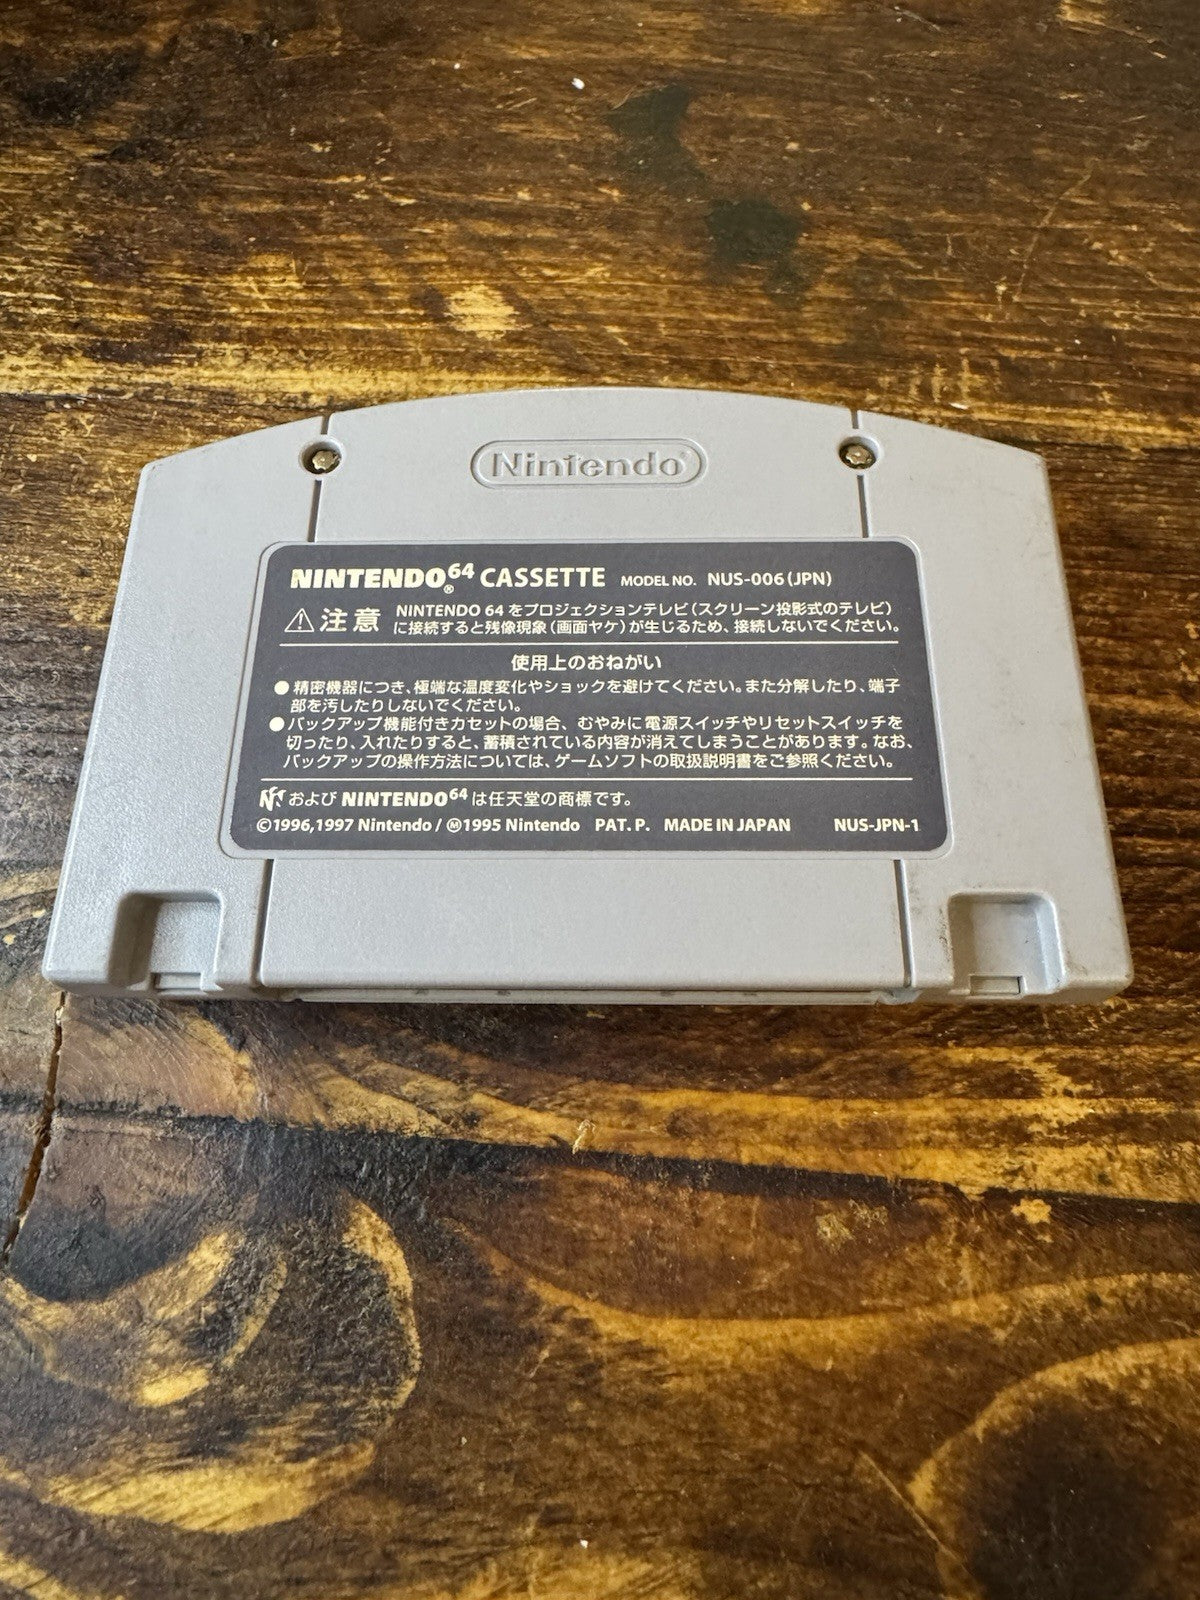 Nintendo®
NINTENDO®64 CASSETTE MODEL NO. NUS-006(JPN)
⚠注意 NINTENDO 64 をプロジェクションテレビ(スクリーン投影式のテレビ)
に接続すると残像現象(画面ヤケ)が生じるため、接続しないでください。
使用上のおねがい
●精密機器につき、極端な温度変化やショックを避けてください。また分解したり、端子
部を汚したりしないでください。
●バックアップ機能付きカセットの場合、むやみに電源スイッチやリセットスイッチを
切ったり、入れたりすると、蓄積されている内容が消えてしまうことがあります。なお、
バックアップの操作方法については、ゲームソフトの取扱説明書をご参照ください。
および NINTENDO64 は任天堂の商標です。
©1996,1997 Nintendo / Ⓜ1995 Nintendo PAT. P. MADE IN JAPAN NUS-JPN-1